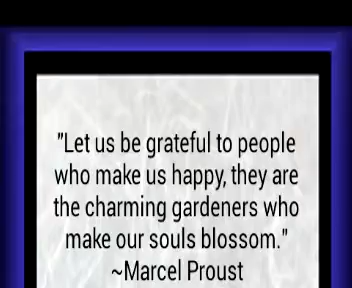 "Let us be grateful to people
who make us happy, they are
the charming gardeners who
make our souls blossom."
~Marcel Proust